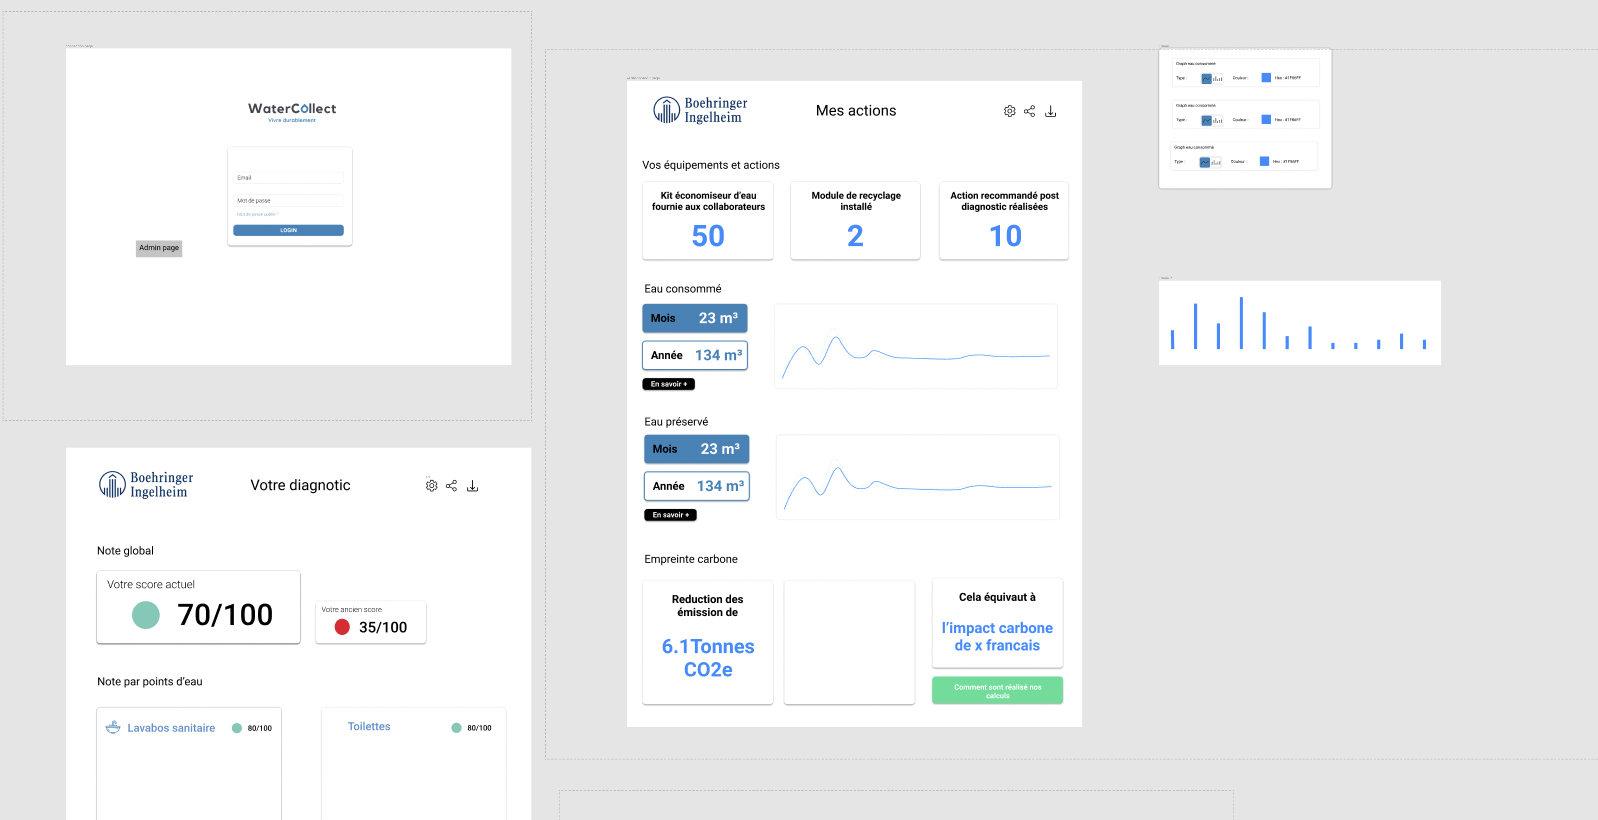 WaterCollect
Vivre durablement
Email
Mot de passe
Mot de passe oublié ?
LOGIN
Admin page
Boehringer
Ingelheim
Votre diagnotic
Note global
Votre score actuel
70/100
Votre ancien score
35/100
Note par points d'eau
Lavabos sanitaire
80/100
Toilettes
80/100
Boehringer
Ingelheim
Mes actions
Vos équipements et actions
Kit économiseur d'eau
fournie aux collaborateurs
50
Module de recyclage
installé
2
Action recommandé post
diagnostic réalisées
10
Eau consommé
Mois 23 m³
Année 134 m³
En savoir +
Eau préservé
Mois 23 m³
Année 134 m³
En savoir +
Empreinte carbone
Reduction des
émission de
6.1Tonnes
CO2e
Cela équivaut à
l'impact carbone
de x francais
Comment sont réalisé nos
calculs
Graph eau consommé
Type :
Couleur :
Hex : #1F86FF
Graph eau consommé
Type :
Couleur :
Hex : #1F86FF
Graph eau consommé
Type :
Couleur :
Hex : #1F86FF